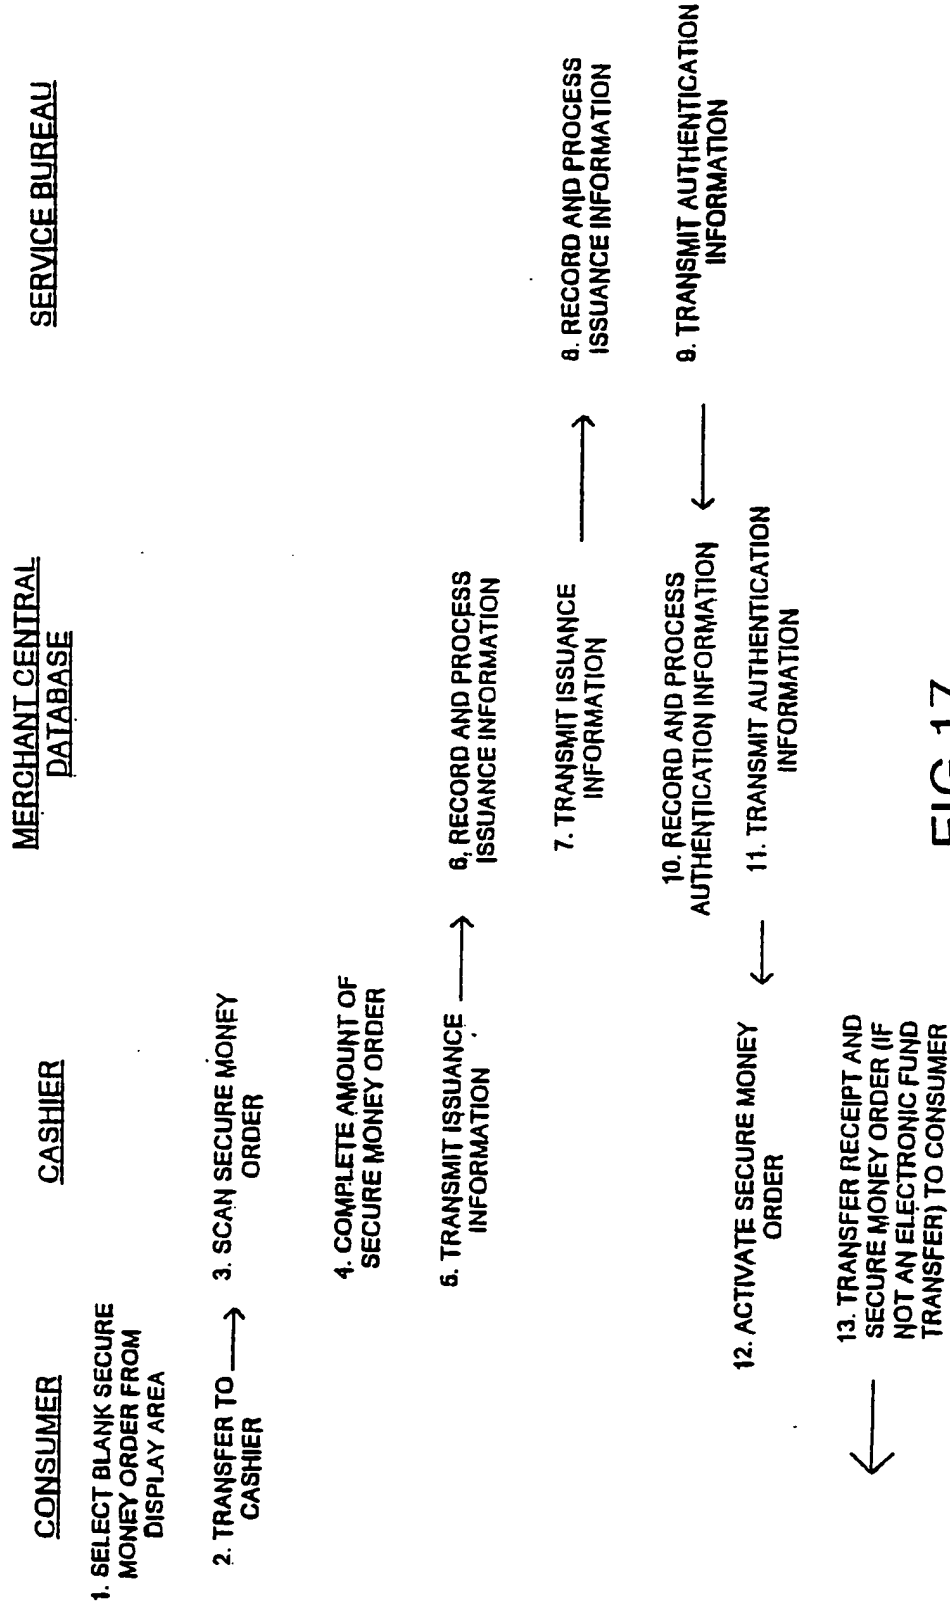 CONSUMER
CASHIER
MERCHANT CENTRAL
DATABASE
SERVICE BUREAU
1. SELECT BLANK SECURE
MONEY ORDER FROM
DISPLAY AREA
2. TRANSFER TO
CASHIER
3. SCAN SECURE MONEY
ORDER
4. COMPLETE AMOUNT OF
SECURE MONEY ORDER
5. TRANSMIT ISSUANCE
INFORMATION
6. RECORD AND PROCESS
ISSUANCE INFORMATION
7. TRANSMIT ISSUANCE
INFORMATION
8. RECORD AND PROCESS
ISSUANCE INFORMATION
9. TRANSMIT AUTHENTICATION
INFORMATION
10. RECORD AND PROCESS
AUTHENTICATION INFORMATION
11. TRANSMIT AUTHENTICATION
INFORMATION
12. ACTIVATE SECURE MONEY
ORDER
13. TRANSFER RECEIPT AND
SECURE MONEY ORDER (IF
NOT AN ELECTRONIC FUND
TRANSFER) TO CONSUMER
FIG 17